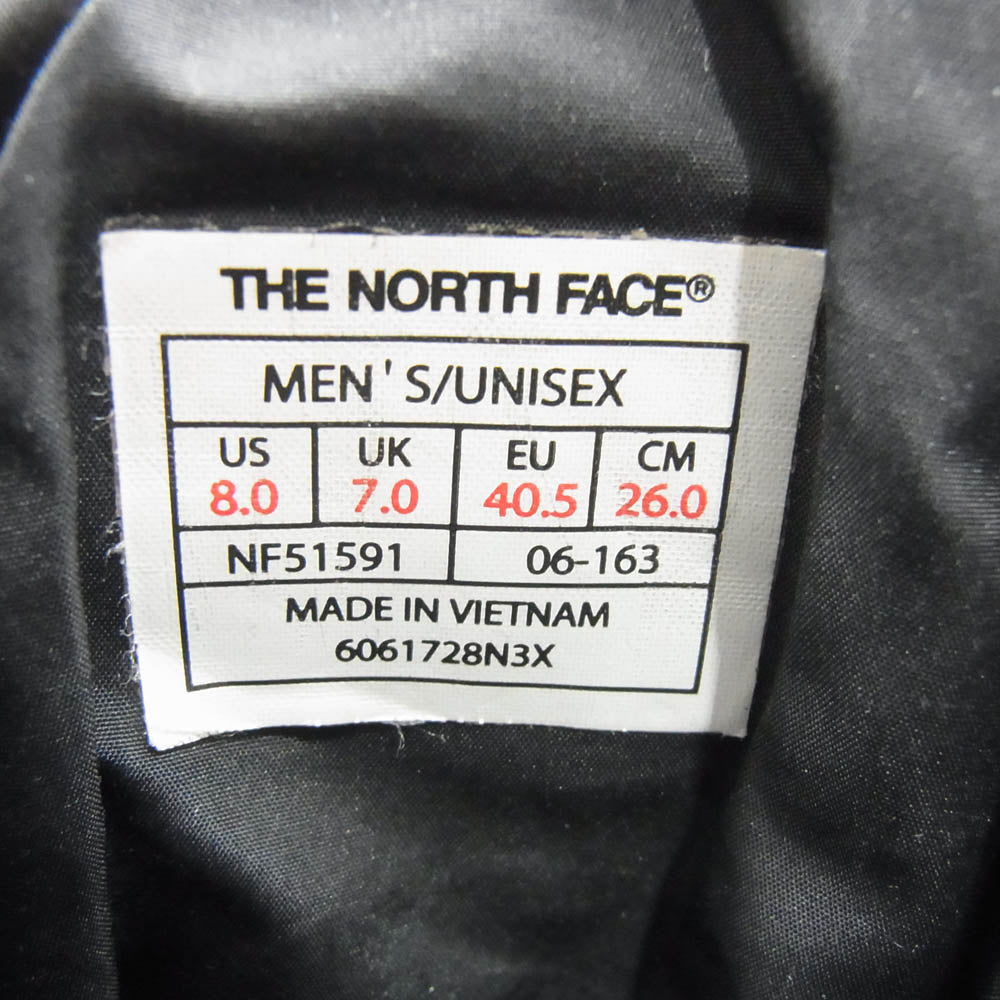 THE NORTH FACE®
MEN'S/UNISEX
US UK EU CM
8.0 7.0 40.5 26.0
NF51591 06-163
MADE IN VIETNAM
6061728N3X